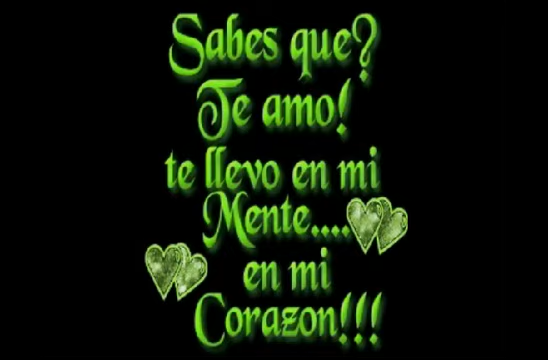 Sabes que?
Te amo!
te llevo en mi
Mente....
en mi
Corazon!!!